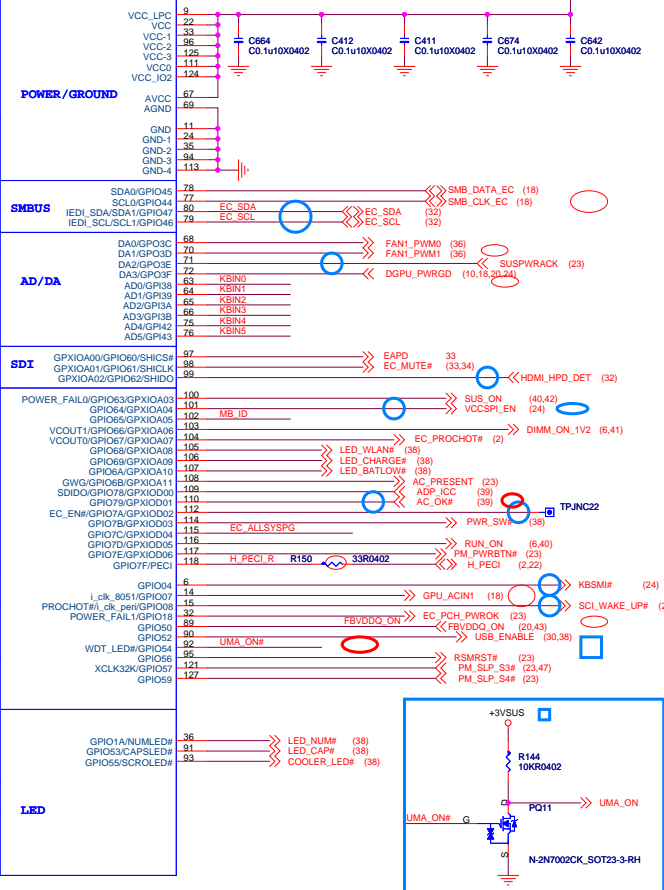 VCC_LPC 9
VCC 22
VCC-1 33
VCC-2 96
VCC-3 125
VCC0 111
VCC_IO2 124
C664 C0.1u10X0402
C412 C0.1u10X0402
C411 C0.1u10X0402
C674 C0.1u10X0402
C642 C0.1u10X0402
POWER/GROUND
AVCC 67
AGND 69
GND 11
GND-1 24
GND-2 35
GND-3 94
GND-4 113
SMBUS
SDA0/GPIO45 78 SMB_DATA_EC (18)
SCL0/GPIO44 77 SMB_CLK_EC (18)
IEDI_SDA/SDA1/GPIO47 80 EC_SDA EC_SDA (32)
IEDI_SCL/SCL1/GPIO46 79 EC_SCL EC_SCL (32)
AD/DA
DA0/GPO3C 68 FAN1_PWM0 (36)
DA1/GPO3D 70 FAN1_PWM1 (36)
DA2/GPO3E 71 SUSPWRACK (23)
DA3/GPO3F 72 DGPU_PWRGD (10,18,20,24)
AD0/GPI38 63 KBIN0
AD1/GPI39 64 KBIN1
AD2/GPI3A 65 KBIN2
AD3/GPI3B 66 KBIN3
AD4/GPI42 75 KBIN4
AD5/GPI43 76 KBIN5
SDI
GPXIOA00/GPIO60/SHICS# 97 EAPD 33
GPXIOA01/GPIO61/SHICLK 98 EC_MUTE# (33,34)
GPXIOA02/GPIO62/SHIDO 99 HDMI_HPD_DET (32)
POWER_FAIL0/GPIO63/GPXIOA03 100 SUS_ON (40,42)
GPIO64/GPXIOA04 101 VCCSPI_EN (24)
GPIO65/GPXIOA05 102 MB_ID
VCOUT1/GPIO66/GPXIOA06 103 DIMM_ON_1V2 (6,41)
VCOUT0/GPIO67/GPXIOA07 104 EC_PROCHOT# (2)
GPIO68/GPXIOA08 105 LED_WLAN# (38)
GPIO69/GPXIOA09 106 LED_CHARGE# (38)
GPIO6A/GPXIOA10 107 LED_BATLOW# (38)
GWG/GPIO6B/GPXIOA11 108 AC_PRESENT (23)
SDIDO/GPIO78/GPXIOD00 109 ADP_ICC (39)
GPIO79/GPXIOD01 110 AC_OK# (39)
EC_EN#/GPIO7A/GPXIOD02 112 TPJNC22
GPIO7B/GPXIOD03 114 PWR_SW# (38)
GPIO7C/GPXIOD04 115 EC_ALLSYSPG
GPIO7D/GPXIOD05 116 RUN_ON (6,40)
GPIO7E/GPXIOD06 117 PM_PWRBTN# (23)
GPIO7F/PECI 118 H_PECI_R R150 33R0402 H_PECI (2,22)
GPIO04 6 KBSMI# (24)
i_clk_8051/GPIO07 14 GPU_ACIN1 (18)
PROCHOT#/i_clk_peri/GPIO08 15 SCI_WAKE_UP# (2
POWER_FAIL1/GPIO18 32 EC_PCH_PWROK (23)
GPIO50 89 FBVDDQ_ON FBVDDQ_ON (20,43)
GPIO52 90 USB_ENABLE (30,38)
WDT_LED#/GPIO54 92 UMA_ON#
GPIO56 95 RSMRST# (23)
XCLK32K/GPIO57 121 PM_SLP_S3# (23,47)
GPIO59 127 PM_SLP_S4# (23)
LED
GPIO1A/NUMLED# 36 LED_NUM# (38)
GPIO53/CAPSLED# 91 LED_CAP# (38)
GPIO55/SCROLED# 93 COOLER_LED# (38)
+3VSUS
R144
10KR0402
D PQ11
UMA_ON
UMA_ON# G
S
N-2N7002CK_SOT23-3-RH